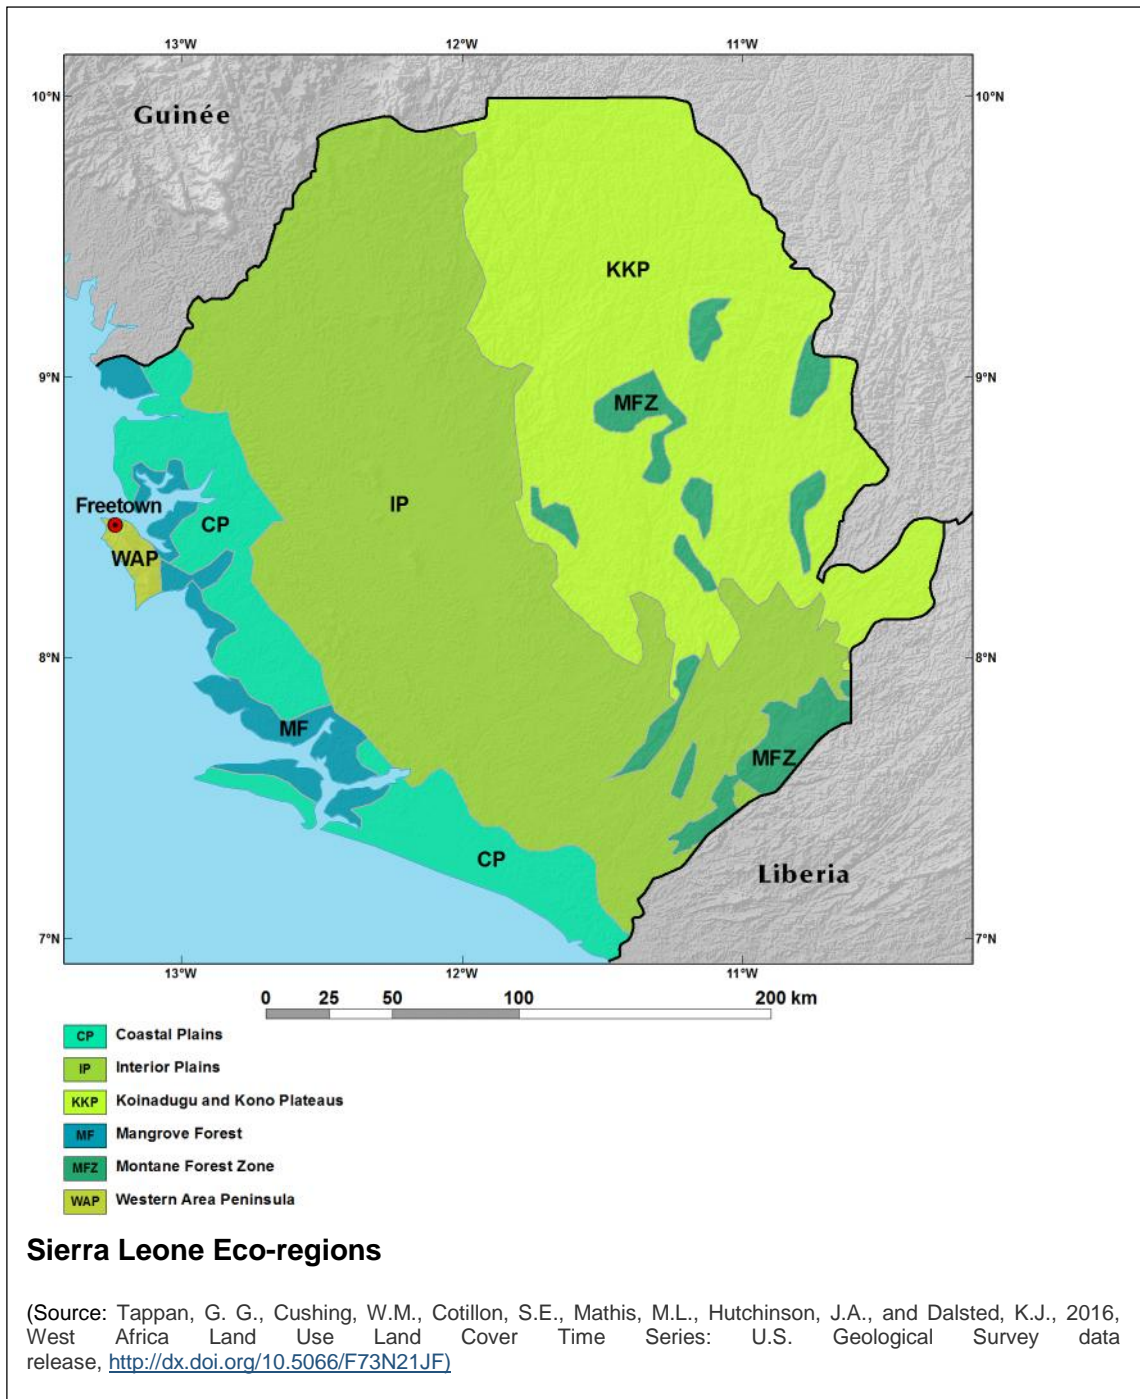 13°W 12°W 11°W
10°N 10°N
Guinée
KKP
9°N 9°N
MFZ
Freetown
IP
CP
WAP
8°N 8°N
MF
MFZ
CP
Liberia
7°N 7°N
13°W 12°W 11°W
0 25 50 100 200 km
CP Coastal Plains
IP Interior Plains
KKP Koinadugu and Kono Plateaus
MF Mangrove Forest
MFZ Montane Forest Zone
WAP Western Area Peninsula
Sierra Leone Eco-regions
(Source: Tappan, G. G., Cushing, W.M., Cotillon, S.E., Mathis, M.L., Hutchinson, J.A., and Dalsted, K.J., 2016,
West Africa Land Use Land Cover Time Series: U.S. Geological Survey data
release, http://dx.doi.org/10.5066/F73N21JF)